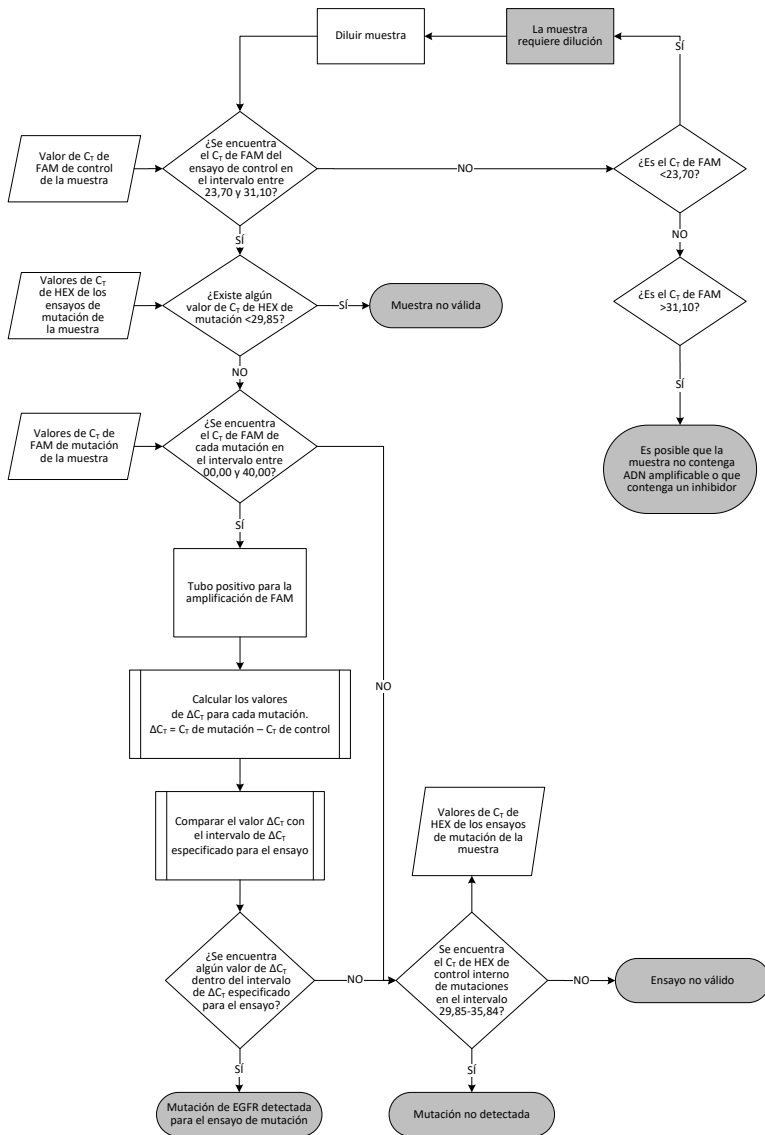 Diluir muestra
La muestra
requiere dilución
SÍ
Valor de CT de
FAM de control
de la muestra
¿Se encuentra
el CT de FAM del
ensayo de control en
el intervalo entre
23,70 y 31,10?
NO
¿Es el CT de FAM
<23,70?
SÍ
NO
Valores de CT
de HEX de los
ensayos de
mutación de
la muestra
¿Existe algún
valor de CT de HEX de
mutación <29,85?
SÍ
Muestra no válida
¿Es el CT de FAM
>31,10?
NO
SÍ
Valores de CT de
FAM de mutación
de la muestra
¿Se encuentra
el CT de FAM de
cada mutación en
el intervalo entre
00,00 y 40,00?
Es posible que la
muestra no contenga
ADN amplificable o que
contenga un inhibidor
SÍ
Tubo positivo para la
amplificación de FAM
NO
Calcular los valores
de ΔCT para cada mutación.
ΔCT = CT de mutación – CT de control
Comparar el valor ΔCT con
el intervalo de ΔCT
especificado para el ensayo
Valores de CT de
HEX de los ensayos
de mutación de la
muestra
¿Se encuentra
algún valor de ΔCT
dentro del intervalo
de ΔCT especificado
para el ensayo?
NO
Se encuentra
el CT de HEX de
control interno
de mutaciones
en el intervalo
29,85-35,84?
NO
Ensayo no válido
SÍ
SÍ
Mutación de EGFR detectada
para el ensayo de mutación
Mutación no detectada